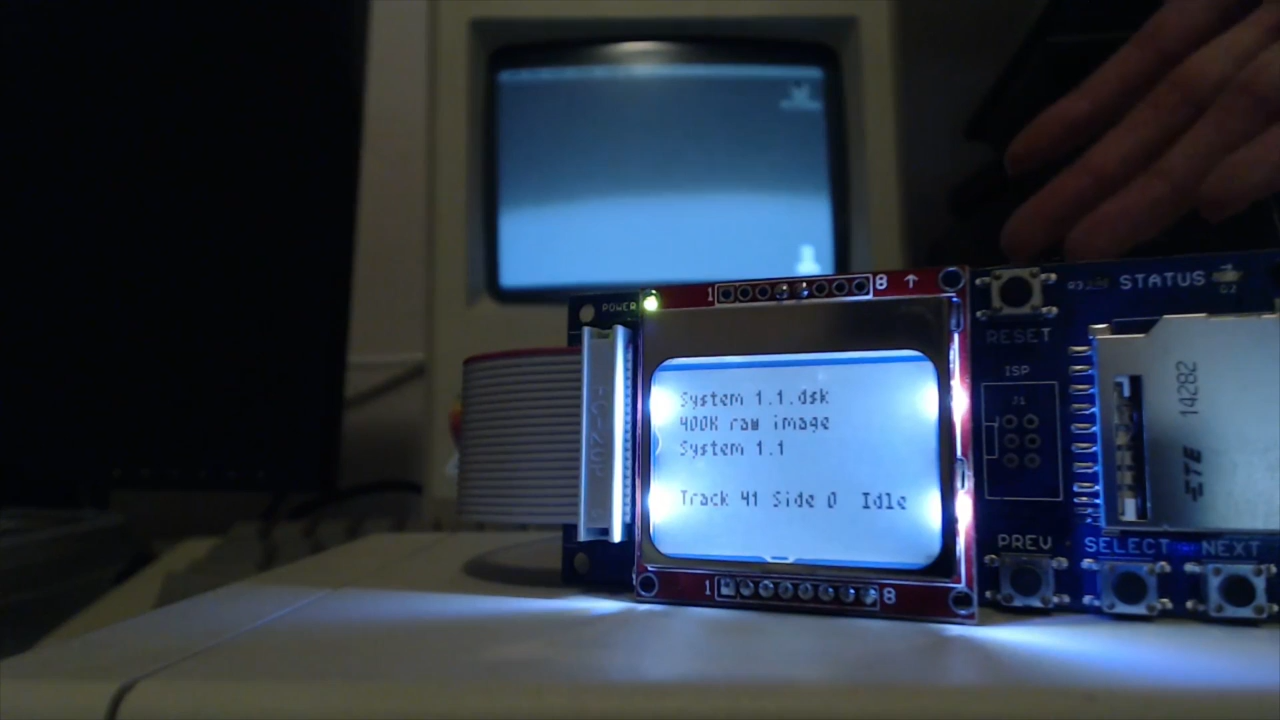 POWER
1 8 ↑
System 1.1.dsk
400K raw image
System 1.1
Track 41 Side 0 Idle
1 8
RESET
STATUS
ISP
J1
14282
PREV
SELECT
NEXT